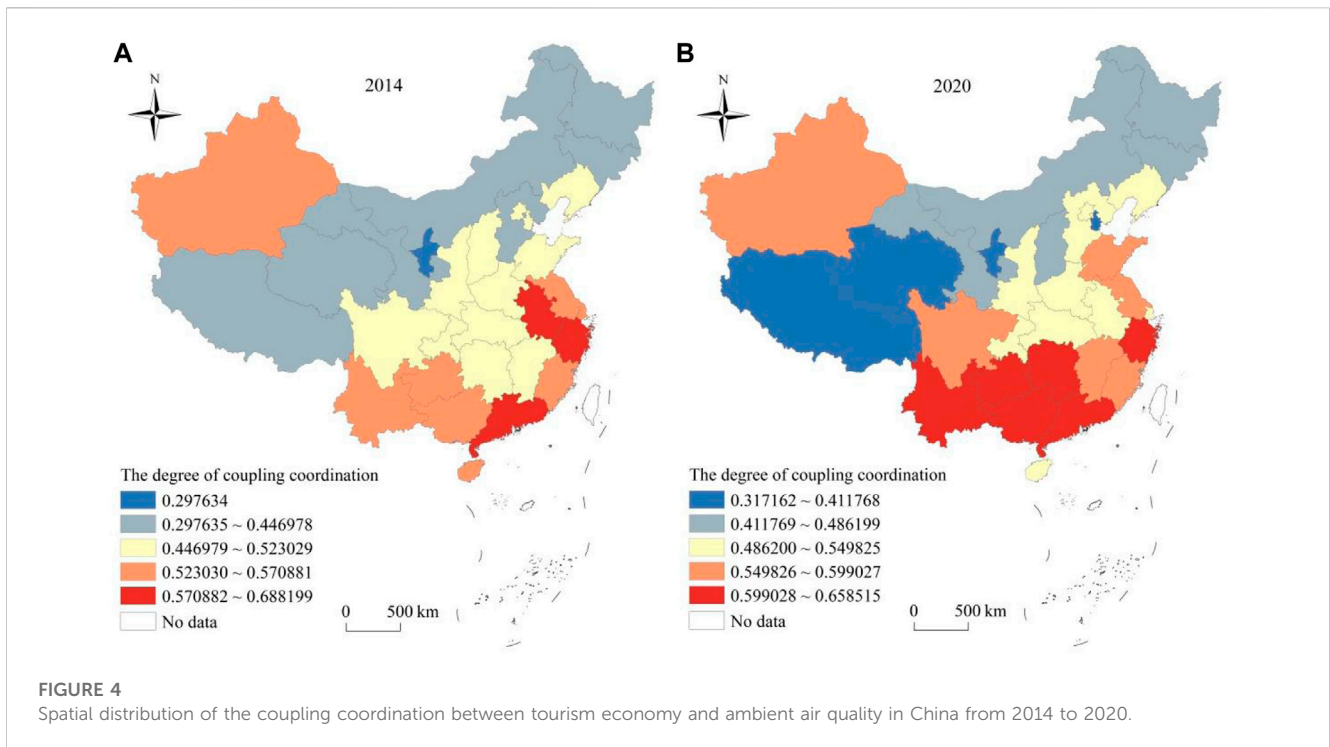 A
N
2014
The degree of coupling coordination
0.297634
0.297635 ~ 0.446978
0.446979 ~ 0.523029
0.523030 ~ 0.570881
0.570882 ~ 0.688199
No data
0 500 km
B
N
2020
The degree of coupling coordination
0.317162 ~ 0.411768
0.411769 ~ 0.486199
0.486200 ~ 0.549825
0.549826 ~ 0.599027
0.599028 ~ 0.658515
No data
0 500 km
FIGURE 4
Spatial distribution of the coupling coordination between tourism economy and ambient air quality in China from 2014 to 2020.